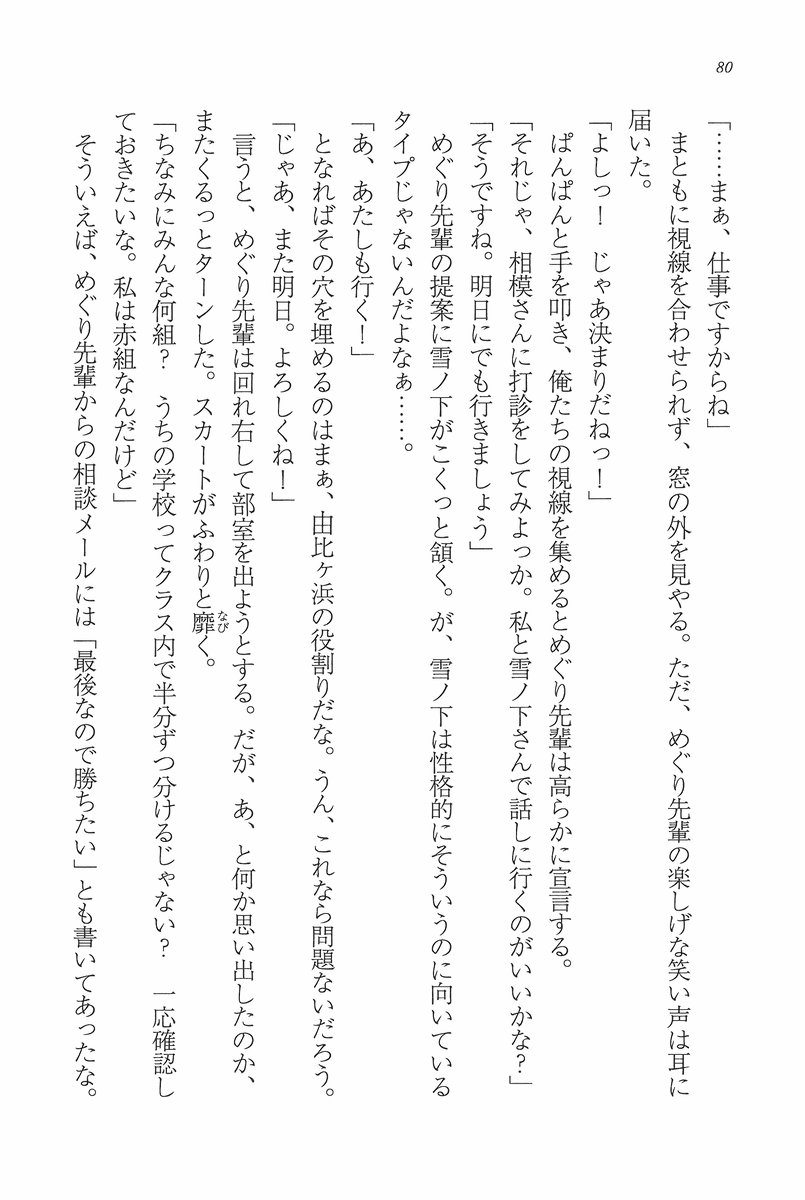 80
「……まぁ、仕事ですからね」
　まともに視線を合わせられず、窓の外を見やる。ただ、めぐり先輩の楽しげな笑い声は耳に
届いた。
「よしっ！　じゃあ決まりだねっ！」
　ぱんぱんと手を叩き、俺たちの視線を集めるとめぐり先輩は高らかに宣言する。
「それじゃ、相模さんに打診をしてみよっか。私と雪ノ下さんで話しに行くのがいいかな？」
「そうですね。明日にでも行きましょう」
　めぐり先輩の提案に雪ノ下がこくっと頷く。が、雪ノ下は性格的にそういうのに向いている
タイプじゃないんだよなぁ……。
「あ、あたしも行く！」
　となればその穴を埋めるのはまぁ、由比ヶ浜の役割りだな。うん、これなら問題ないだろう。
「じゃあ、また明日。よろしくね！」
　言うと、めぐり先輩は回れ右して部室を出ようとする。だが、あ、と何か思い出したのか、
またくるっとターンした。スカートがふわりと靡く。
なび
「ちなみにみんな何組？　うちの学校ってクラス内で半分ずつ分けるじゃない？　一応確認し
ておきたいな。私は赤組なんだけど」
　そういえば、めぐり先輩からの相談メールには「最後なので勝ちたい」とも書いてあったな。